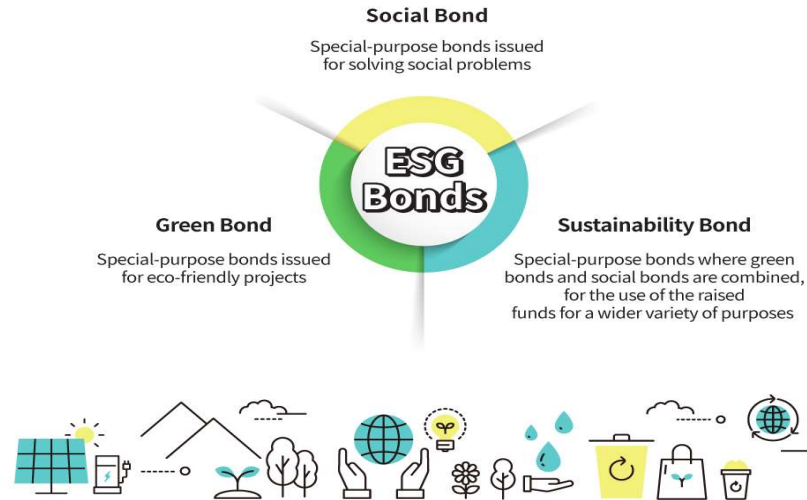 Social Bond
Special-purpose bonds issued
for solving social problems
ESG
Bonds
Green Bond
Special-purpose bonds issued
for eco-friendly projects
Sustainability Bond
Special-purpose bonds where green
bonds and social bonds are combined,
for the use of the raised
funds for a wider variety of purposes